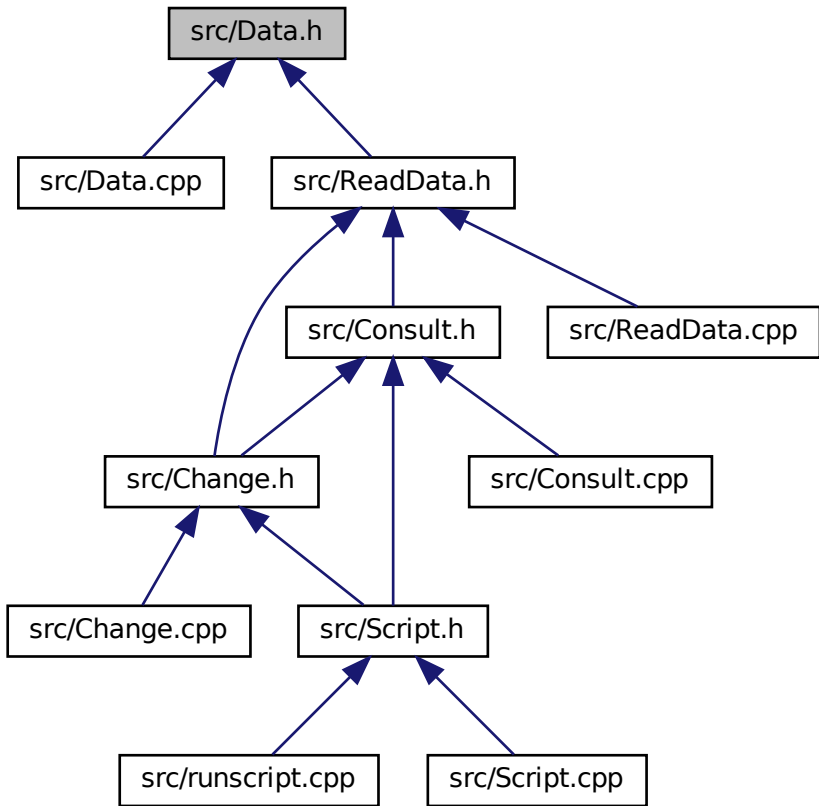 src/Data.h
src/Data.cpp
src/ReadData.h
src/Consult.h
src/ReadData.cpp
src/Change.h
src/Consult.cpp
src/Change.cpp
src/Script.h
src/runscript.cpp
src/Script.cpp